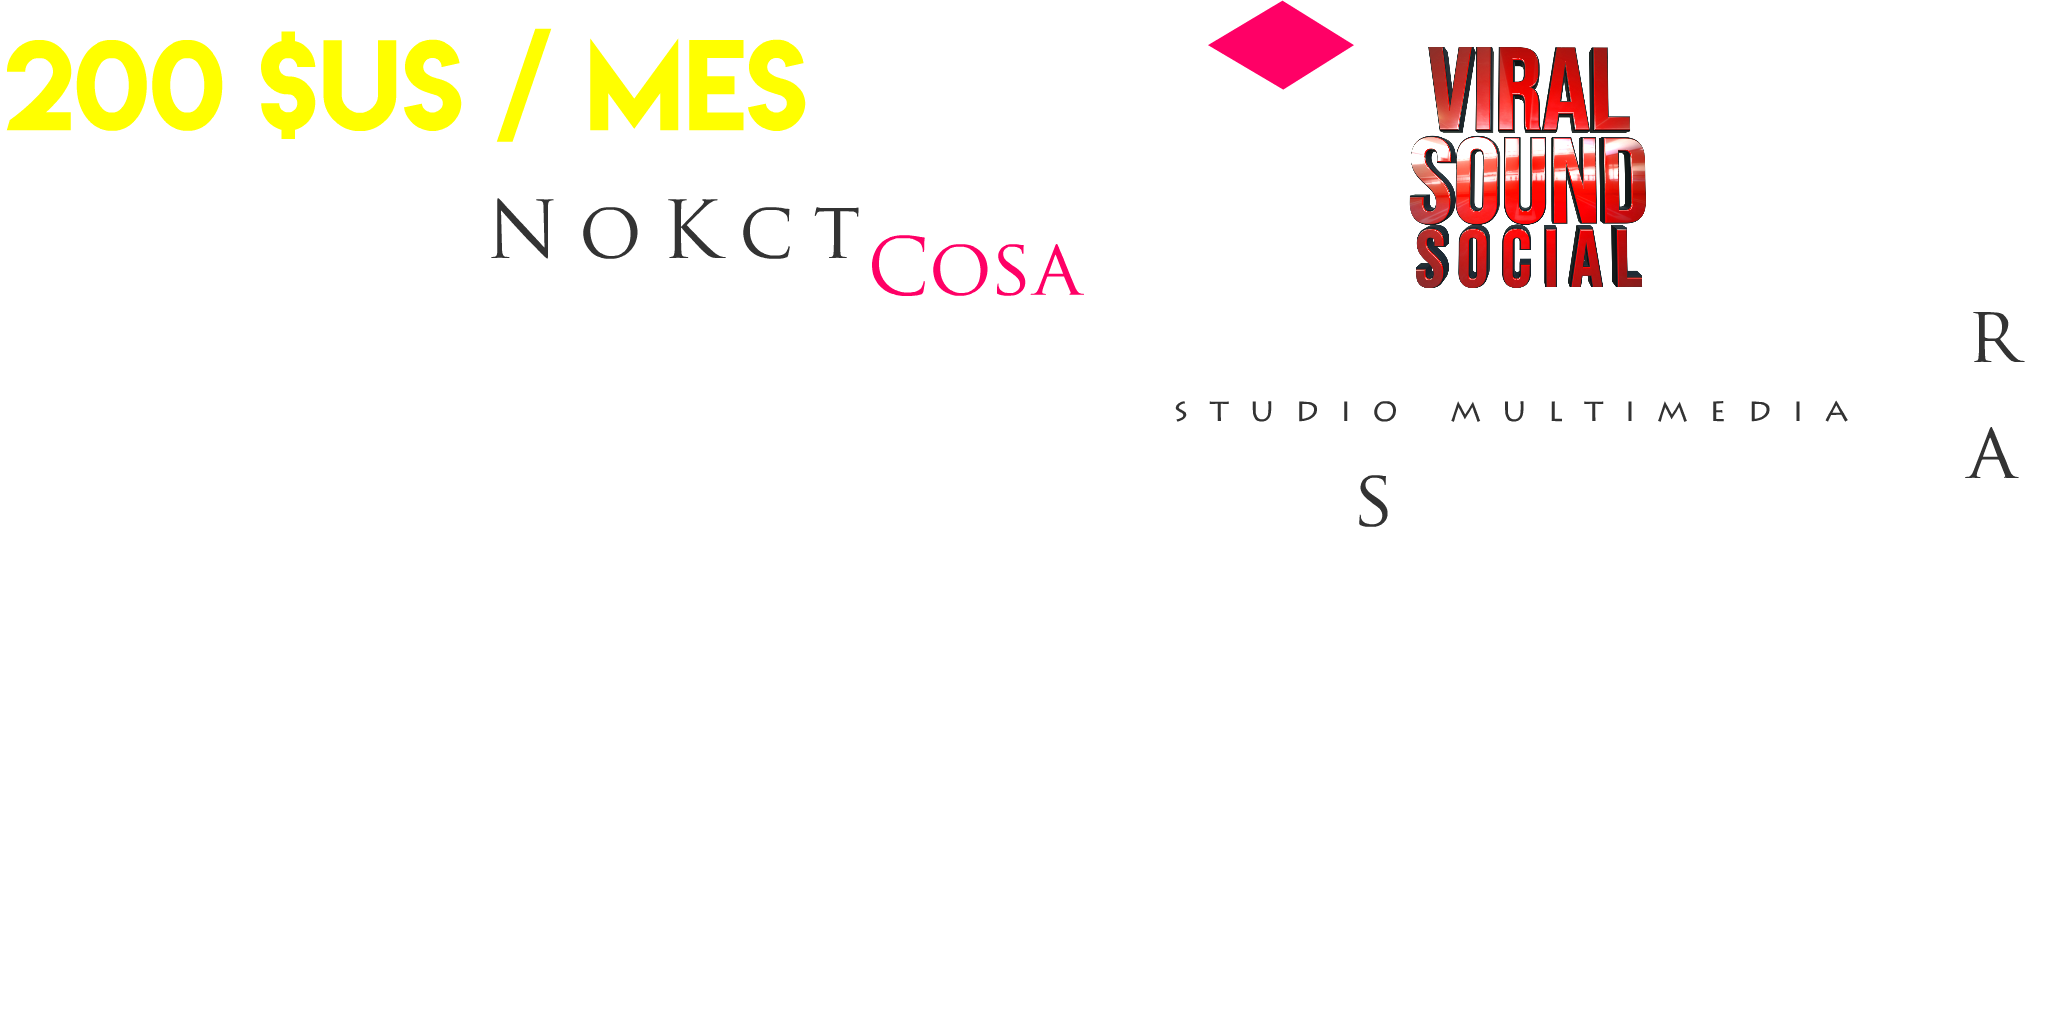 200 $US / MES
NoKct
Cosa
VIRAL
SOUND
SOCIAL
R
STUDIO MULTIMEDIA
A
S